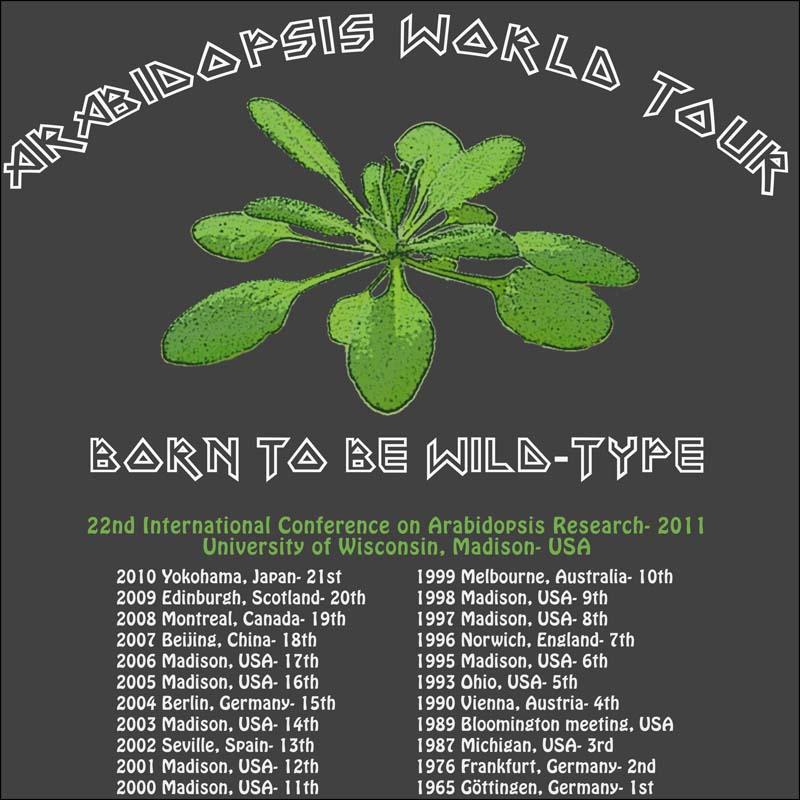 ARABIDOPSIS WORLD TOUR
BORN TO BE WILD-TYPE
22nd International Conference on Arabidopsis Research- 2011
University of Wisconsin, Madison- USA
2010 Yokohama, Japan- 21st
2009 Edinburgh, Scotland- 20th
2008 Montreal, Canada- 19th
2007 Beijing, China- 18th
2006 Madison, USA- 17th
2005 Madison, USA- 16th
2004 Berlin, Germany- 15th
2003 Madison, USA- 14th
2002 Seville, Spain- 13th
2001 Madison, USA- 12th
2000 Madison, USA- 11th
1999 Melbourne, Australia- 10th
1998 Madison, USA- 9th
1997 Madison, USA- 8th
1996 Norwich, England- 7th
1995 Madison, USA- 6th
1993 Ohio, USA- 5th
1990 Vienna, Austria- 4th
1989 Bloomington meeting, USA
1987 Michigan, USA- 3rd
1976 Frankfurt, Germany- 2nd
1965 Göttingen, Germany- 1st